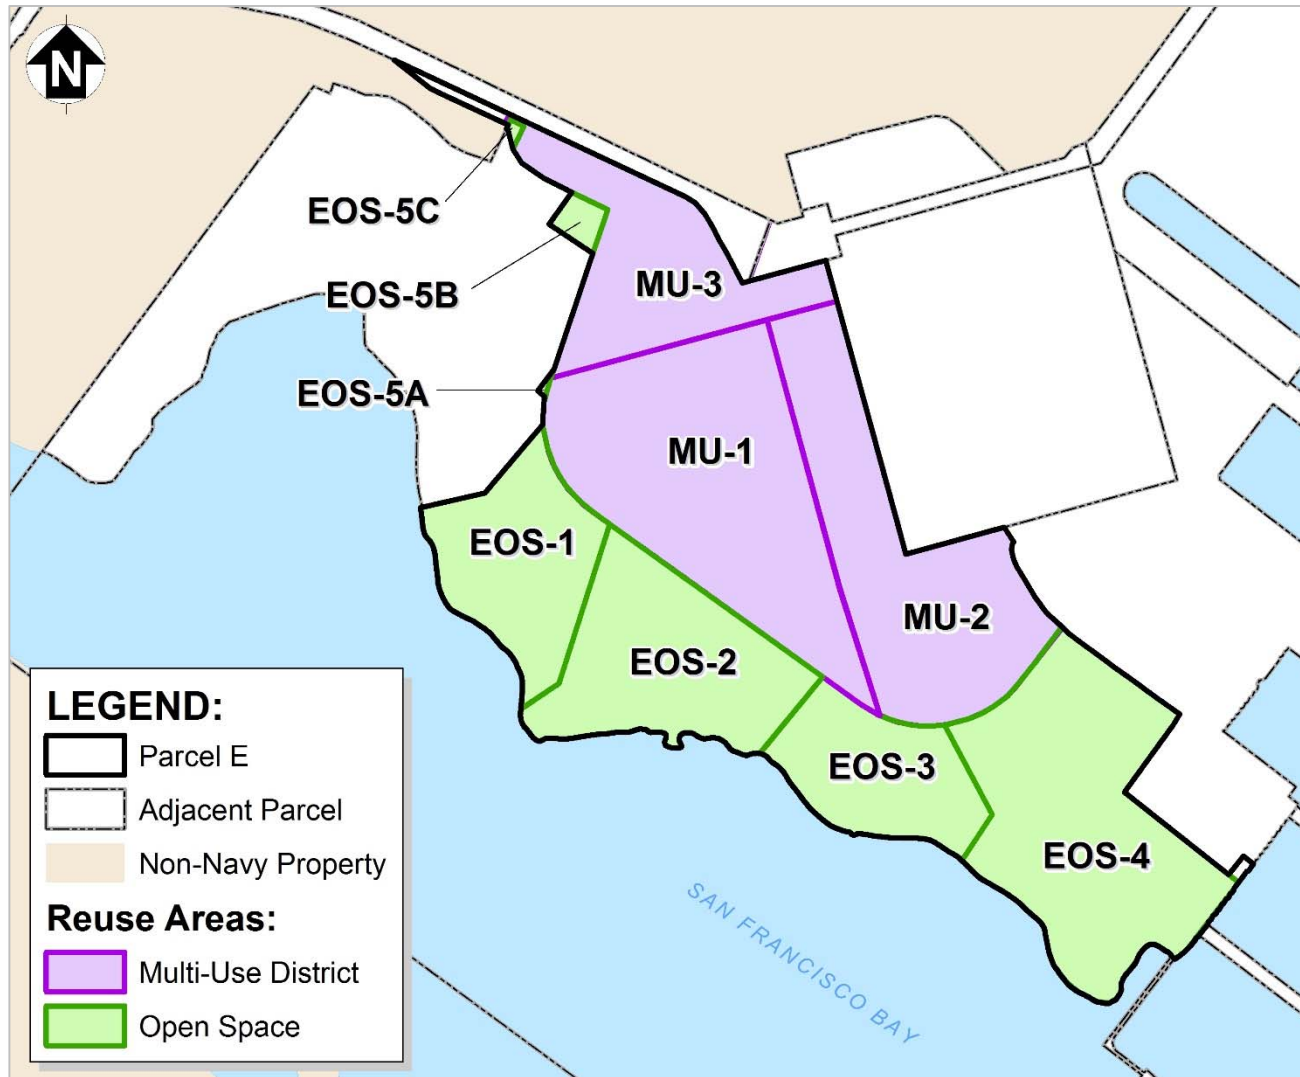 N
EOS-5C
EOS-5B
MU-3
EOS-5A
MU-1
EOS-1
MU-2
EOS-2
EOS-3
EOS-4
SAN FRANCISCO BAY
LEGEND:
Parcel E
Adjacent Parcel
Non-Navy Property
Reuse Areas:
Multi-Use District
Open Space